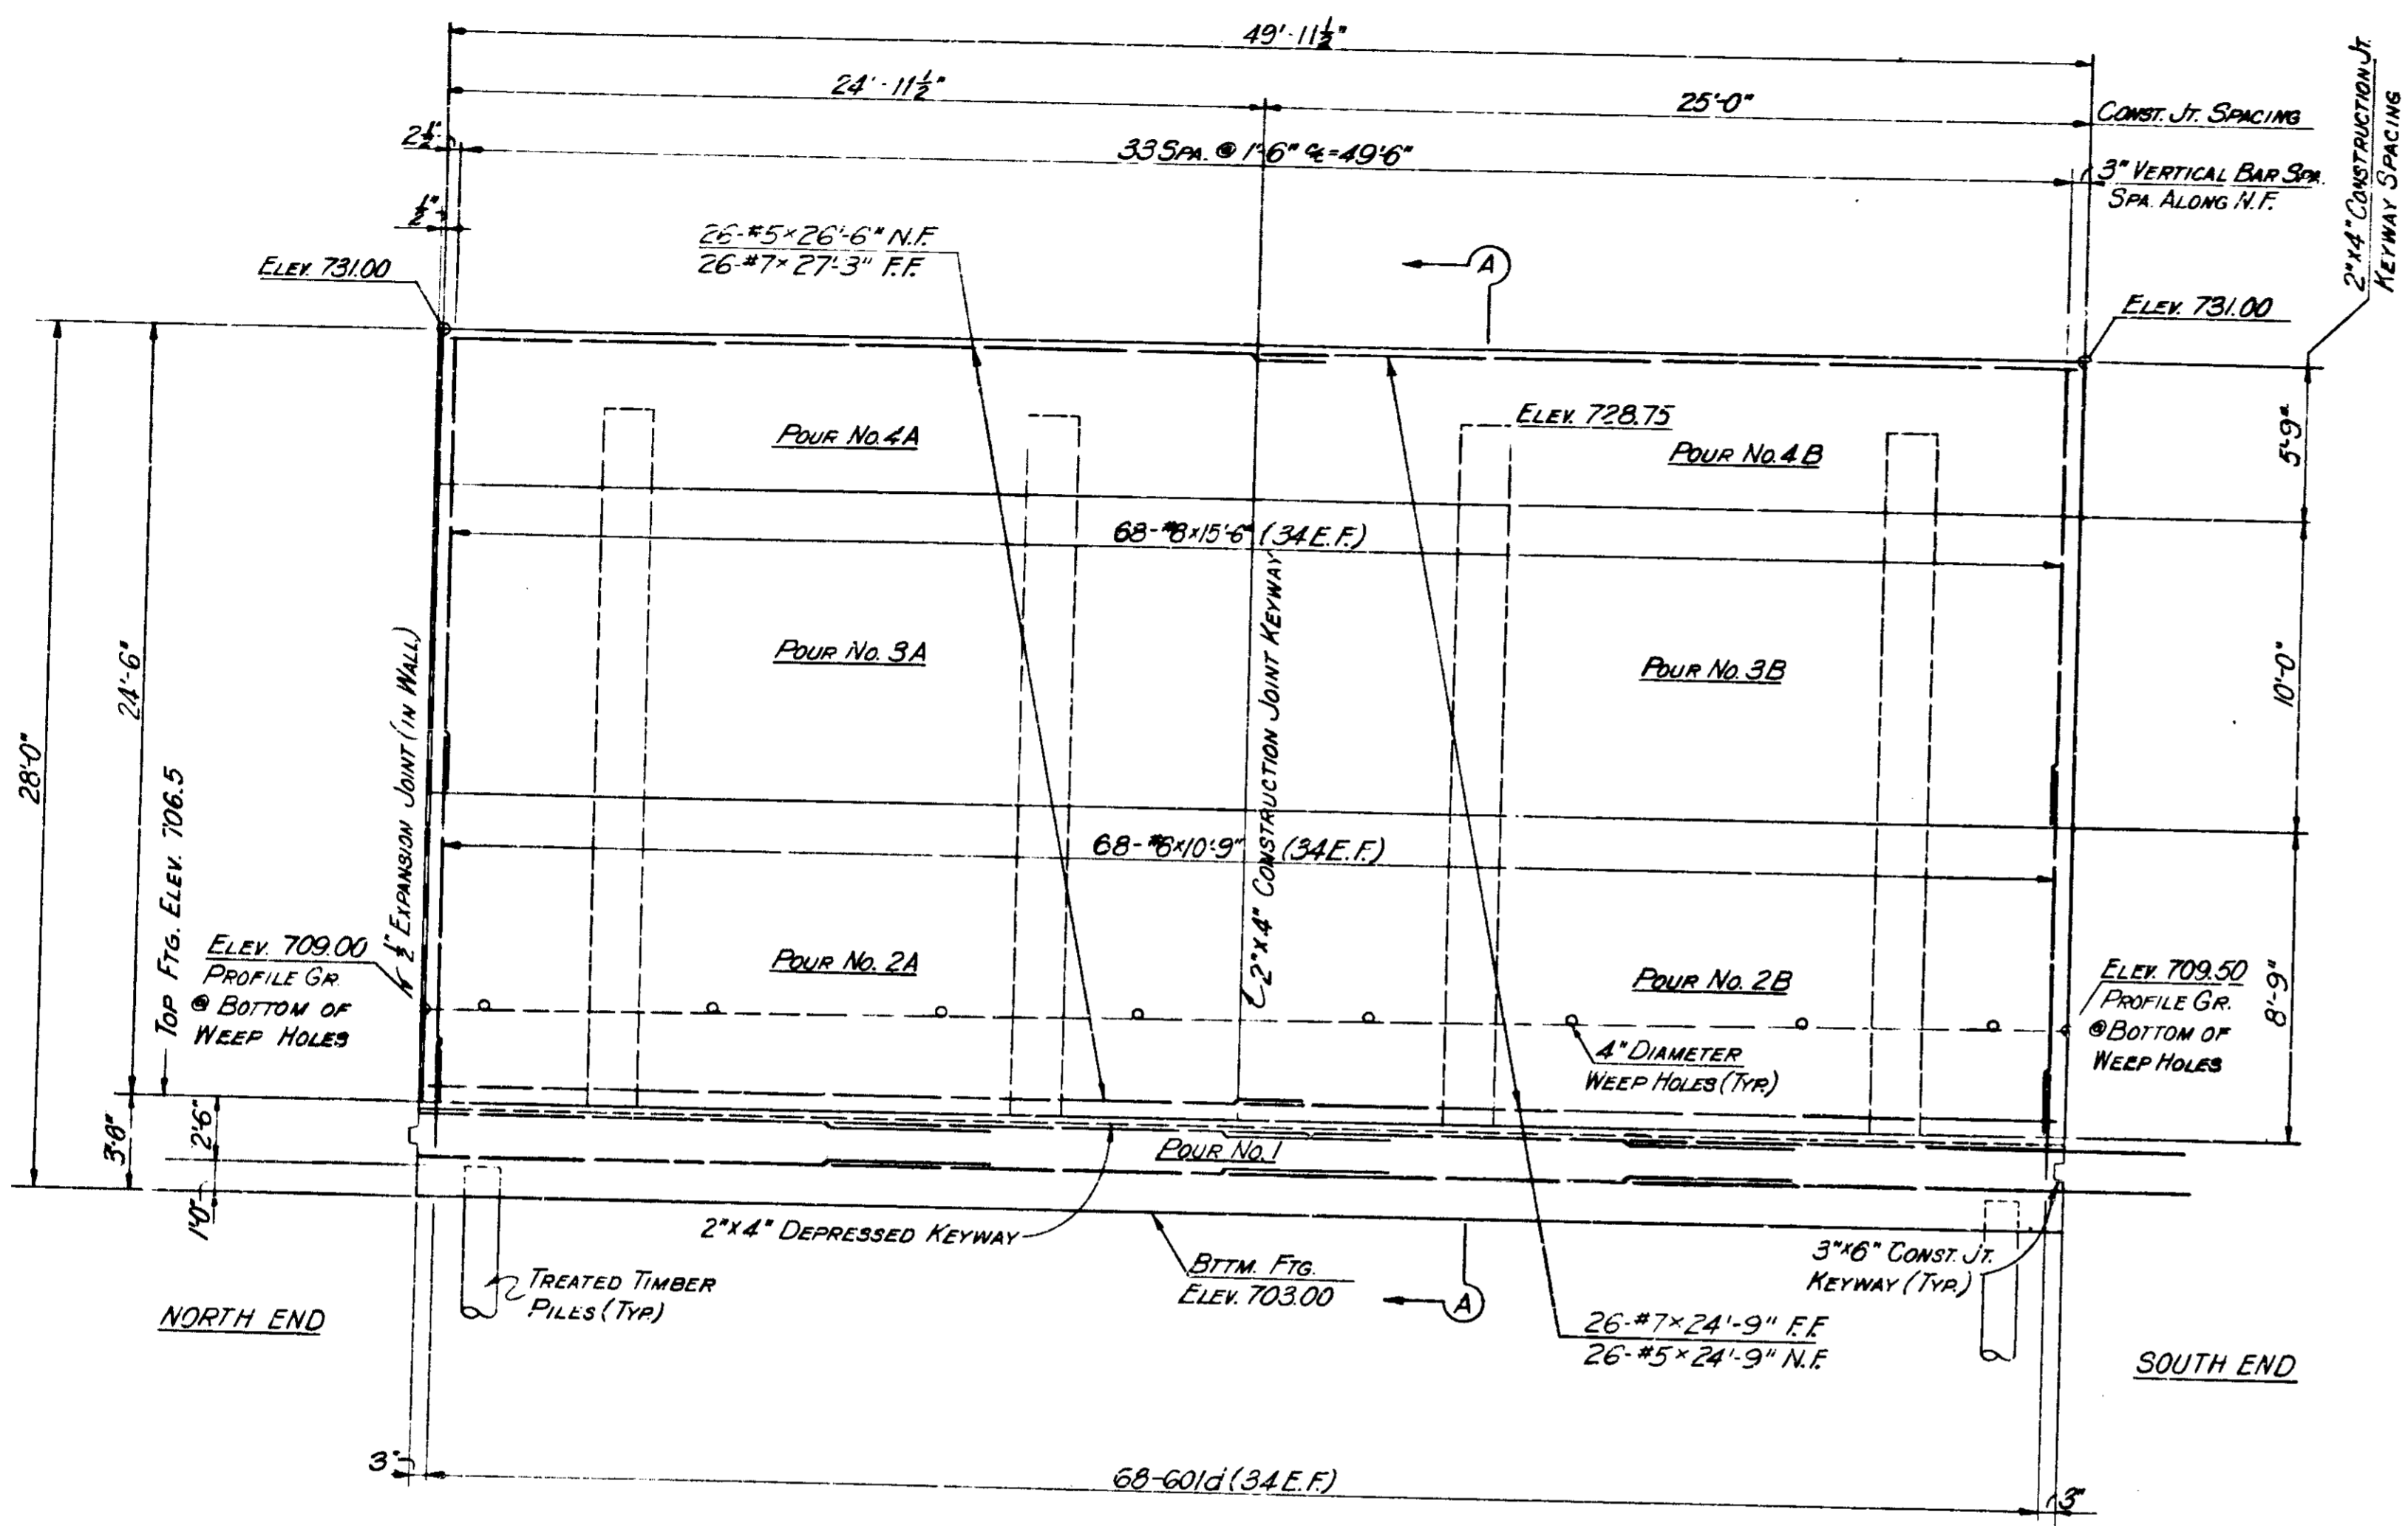 49'-11½"
24'-11½"
25'-0"
CONST. JT. SPACING
2½"
33 SPA. @ 1'-6" ℄=49'6"
3" VERTICAL BAR SPA.
SPA. ALONG N.F.
2"x4" CONSTRUCTION JT.
KEYWAY SPACING
½"
26-#5×26'-6" N.F.
26-#7×27'-3" F.F.
A
ELEV. 731.00
ELEV. 731.00
ELEV. 728.75
POUR NO.4A
POUR NO.4B
5'-9"
68-#8×15'-6" (34 E.F.)
28'-0"
24'-6"
½" EXPANSION JOINT (IN WALL)
POUR NO. 3A
2"x4" CONSTRUCTION JOINT KEYWAY
POUR NO. 3B
10'-0"
TOP FTG. ELEV. 706.5
68-#8×10'-9" (34 E.F.)
ELEV. 709.00
PROFILE GR.
@ BOTTOM OF
WEEP HOLES
POUR NO. 2A
POUR NO. 2B
ELEV. 709.50
PROFILE GR.
@ BOTTOM OF
WEEP HOLES
8'-9"
4" DIAMETER
WEEP HOLES (TYP.)
2'6"
1'0"
POUR NO. 1
2"x4" DEPRESSED KEYWAY
BTTM. FTG.
ELEV. 703.00
A
3"x6" CONST. JT.
KEYWAY (TYP.)
TREATED TIMBER
PILES (TYP.)
NORTH END
26-#7×24'-9" F.F.
26-#5×24'-9" N.F.
SOUTH END
3"
68-601d (34 E.F.)
3"